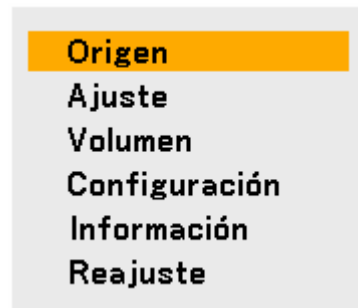 Origen
Ajuste
Volumen
Configuración
Información
Reajuste